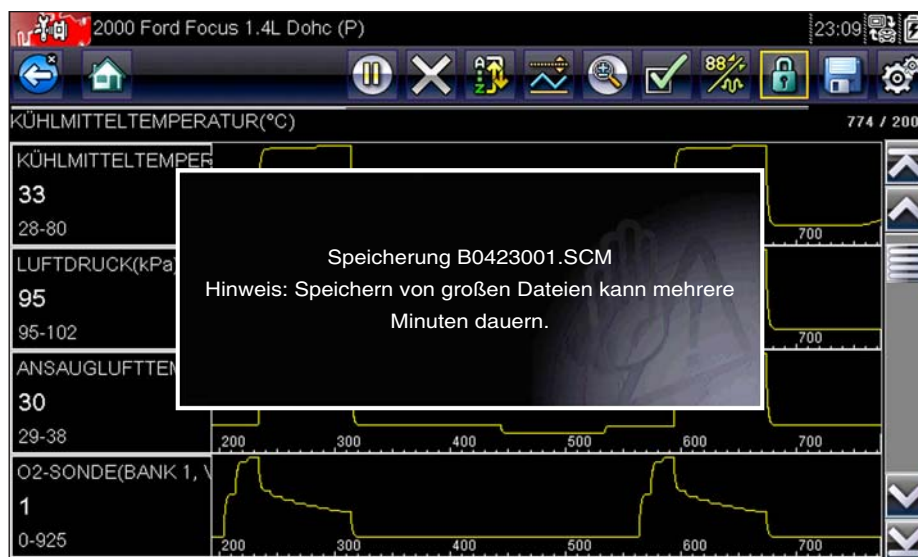 2000 Ford Focus 1.4L Dohc (P)
23:09
KÜHLMITTELTEMPERATUR(°C)
774 / 200
KÜHLMITTELTEMPER
33
28-80
700
LUFTDRUCK(kPa)
95
95-102
700
Speicherung B0423001.SCM
Hinweis: Speichern von großen Dateien kann mehrere
Minuten dauern.
ANSAUGLUFTTEM
30
29-38
200 300 400 500 600 700
O2-SONDE(BANK 1, V
1
0-925
200 300 400 500 600 700